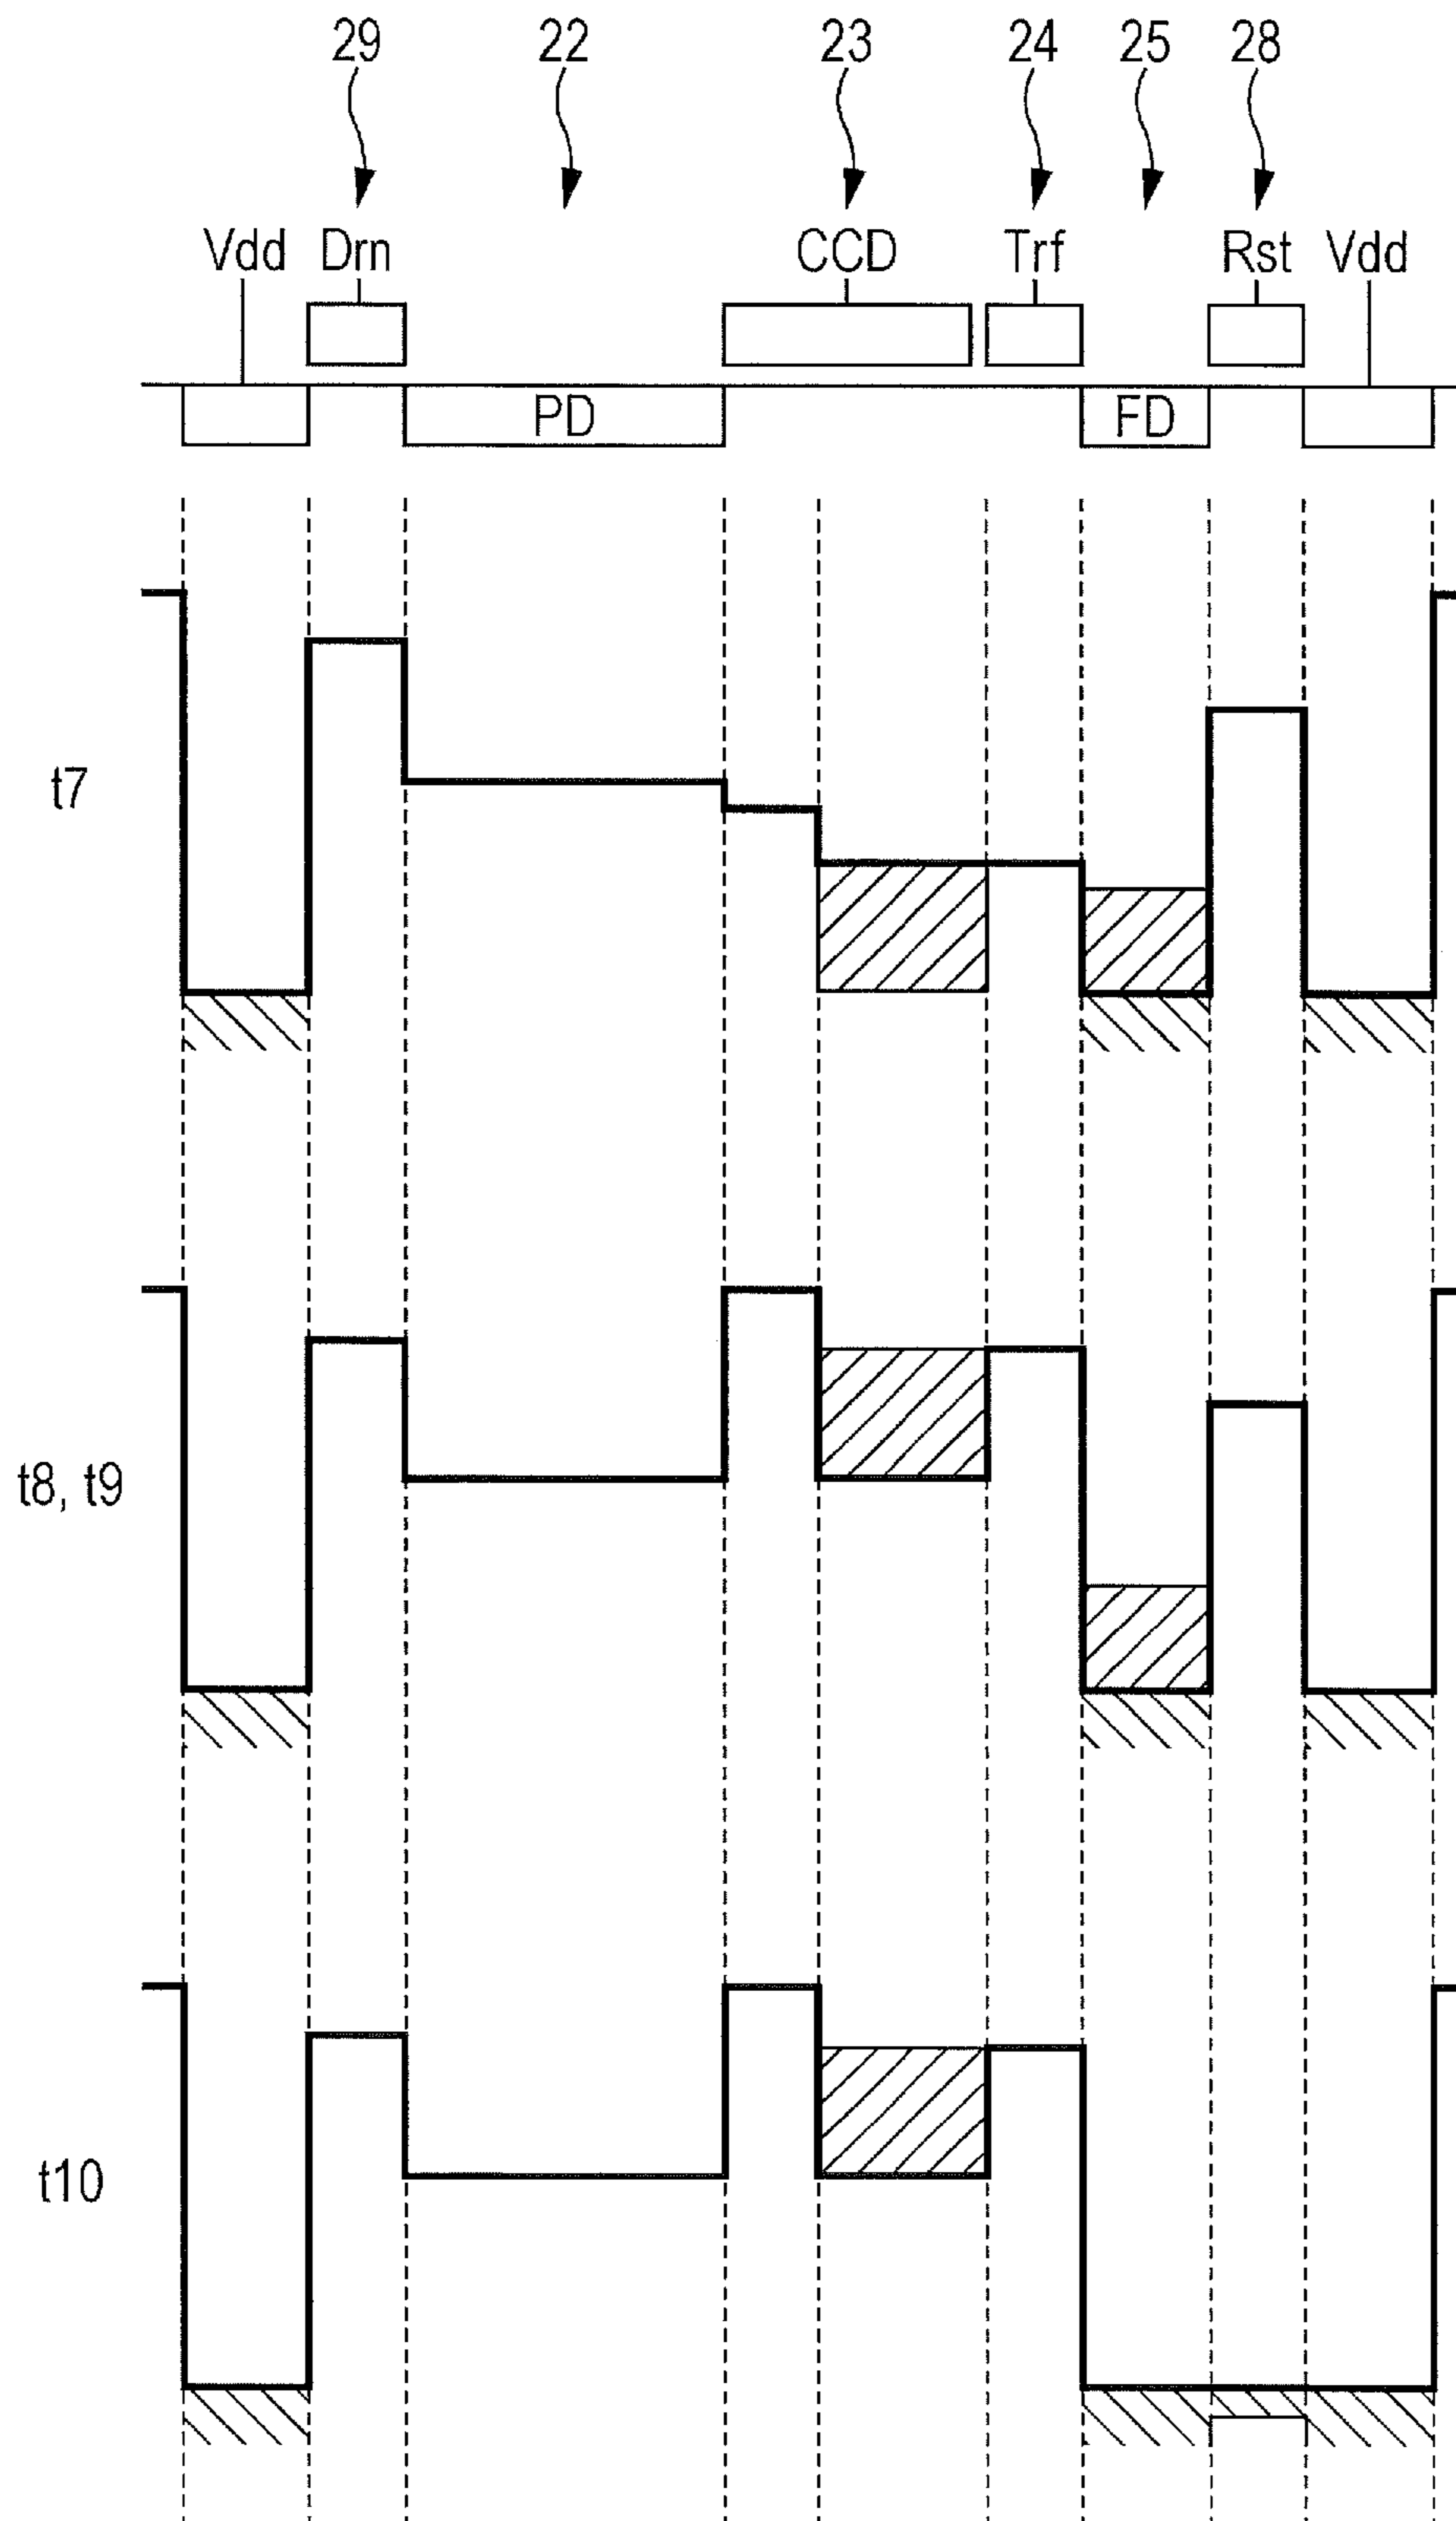 29 22 23 24 25 28
Vdd Drn CCD Trf Rst Vdd
PD FD
t7
t8, t9
t10